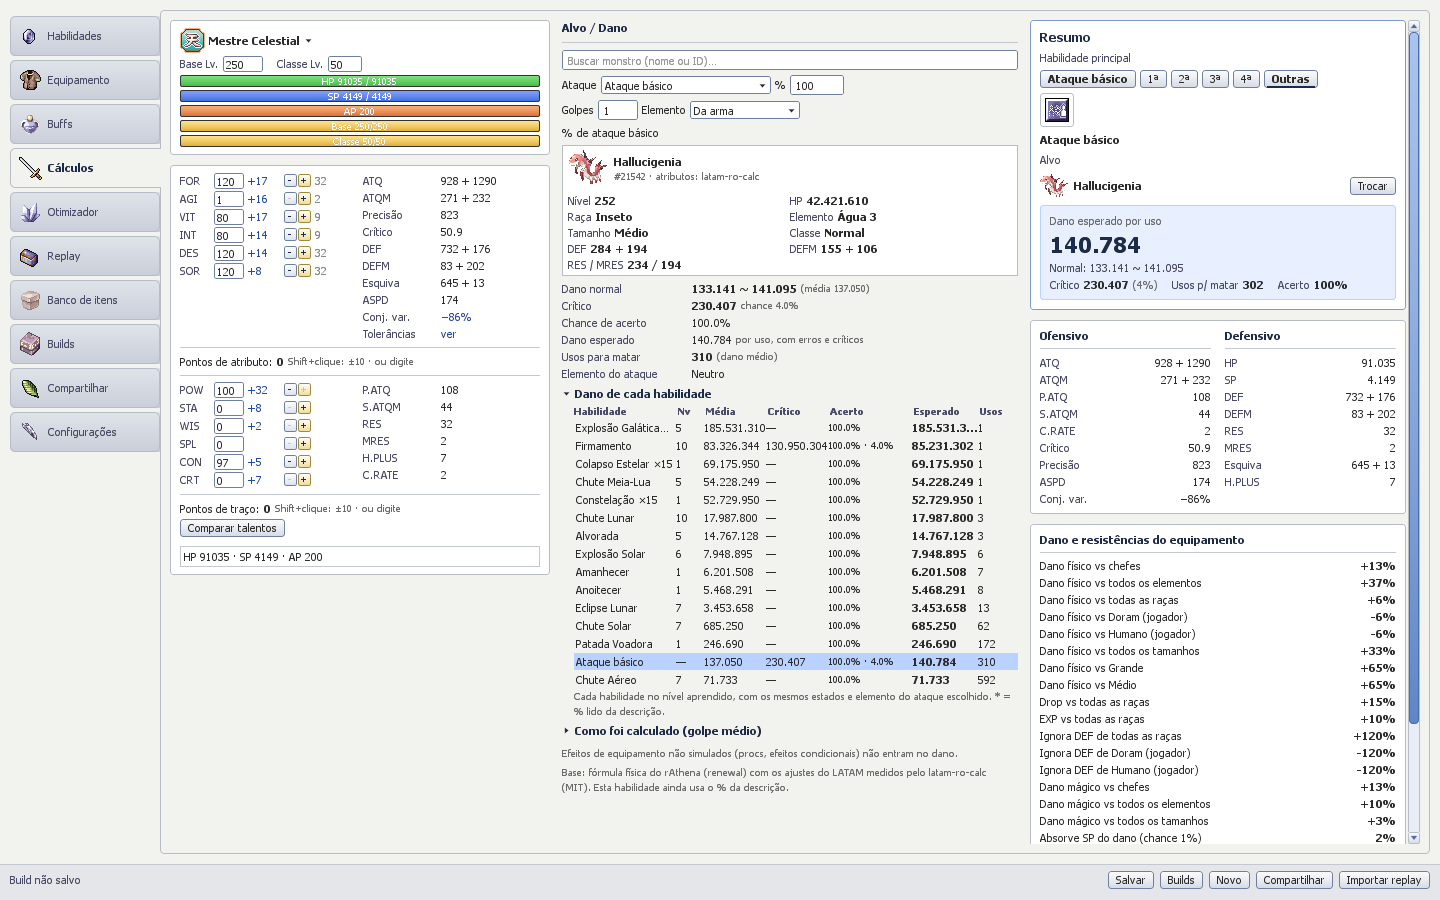 Habilidades
Equipamento
Buffs
Cálculos
Otimizador
Replay
Banco de itens
Builds
Compartilhar
Configurações
Mestre Celestial
Base Lv. 250 Classe Lv. 50
HP 91035 / 91035
SP 4149 / 4149
AP 200
Base 250/250
Classe 50/50
FOR 120 +17 - + 32
AGI 1 +16 - + 2
VIT 80 +17 - + 9
INT 80 +14 - + 9
DES 120 +14 - + 32
SOR 120 +8 - + 32
ATQ 928 + 1290
ATQM 271 + 232
Precisão 823
Crítico 50.9
DEF 732 + 176
DEFM 83 + 202
Esquiva 645 + 13
ASPD 174
Conj. var. −86%
Tolerâncias ver
Pontos de atributo: 0 Shift+clique: ±10 · ou digite
POW 100 +32 - +
STA 0 +8 - +
WIS 0 +2 - +
SPL 0 - +
CON 97 +5 - +
CRT 0 +7 - +
P.ATQ 108
S.ATQM 44
RES 32
MRES 2
H.PLUS 7
C.RATE 2
Pontos de traço: 0 Shift+clique: ±10 · ou digite
Comparar talentos
HP 91035 · SP 4149 · AP 200
Alvo / Dano
Buscar monstro (nome ou ID)...
Ataque Ataque básico % 100
Golpes 1 Elemento Da arma
% de ataque básico
Hallucigenia
#21542 · atributos: latam-ro-calc
Nível 252 HP 42.421.610
Raça Inseto Elemento Água 3
Tamanho Médio Classe Normal
DEF 284 + 194 DEFM 155 + 106
RES / MRES 234 / 194
Dano normal 133.141 ~ 141.095 (média 137.050)
Crítico 230.407 chance 4.0%
Chance de acerto 100.0%
Dano esperado 140.784 por uso, com erros e críticos
Usos para matar 310 (dano médio)
Elemento do ataque Neutro
Dano de cada habilidade
Habilidade Nv Média Crítico Acerto Esperado Usos
Explosão Galática... 5 185.531.310 — 100.0% 185.531.3... 1
Firmamento 10 83.326.344 130.950.304 100.0% · 4.0% 85.231.302 1
Colapso Estelar ×15 1 69.175.950 — 100.0% 69.175.950 1
Chute Meia-Lua 5 54.228.249 — 100.0% 54.228.249 1
Constelação ×15 1 52.729.950 — 100.0% 52.729.950 1
Chute Lunar 10 17.987.800 — 100.0% 17.987.800 3
Alvorada 5 14.767.128 — 100.0% 14.767.128 3
Explosão Solar 6 7.948.895 — 100.0% 7.948.895 6
Amanhecer 1 6.201.508 — 100.0% 6.201.508 7
Anoitecer 1 5.468.291 — 100.0% 5.468.291 8
Eclipse Lunar 7 3.453.658 — 100.0% 3.453.658 13
Chute Solar 7 685.250 — 100.0% 685.250 62
Patada Voadora 1 246.690 — 100.0% 246.690 172
Ataque básico — 137.050 230.407 100.0% · 4.0% 140.784 310
Chute Aéreo 7 71.733 — 100.0% 71.733 592
Cada habilidade no nível aprendido, com os mesmos estados e elemento do ataque escolhido. * =
% lido da descrição.
Como foi calculado (golpe médio)
Efeitos de equipamento não simulados (procs, efeitos condicionais) não entram no dano.
Base: fórmula física do rAthena (renewal) com os ajustes do LATAM medidos pelo latam-ro-calc
(MIT). Esta habilidade ainda usa o % da descrição.
Resumo
Habilidade principal
Ataque básico 1ª 2ª 3ª 4ª Outras
Ataque básico
Alvo
Hallucigenia Trocar
Dano esperado por uso
140.784
Normal: 133.141 ~ 141.095
Crítico 230.407 (4%) Usos p/ matar 302 Acerto 100%
Ofensivo Defensivo
ATQ 928 + 1290 HP 91.035
ATQM 271 + 232 SP 4.149
P.ATQ 108 DEF 732 + 176
S.ATQM 44 DEFM 83 + 202
C.RATE 2 RES 32
Crítico 50.9 MRES 2
Precisão 823 Esquiva 645 + 13
ASPD 174 H.PLUS 7
Conj. var. −86%
Dano e resistências do equipamento
Dano físico vs chefes +13%
Dano físico vs todos os elementos +37%
Dano físico vs todas as raças +6%
Dano físico vs Doram (jogador) -6%
Dano físico vs Humano (jogador) -6%
Dano físico vs todos os tamanhos +33%
Dano físico vs Grande +65%
Dano físico vs Médio +65%
Drop vs todas as raças +15%
EXP vs todas as raças +10%
Ignora DEF de todas as raças +120%
Ignora DEF de Doram (jogador) -120%
Ignora DEF de Humano (jogador) -120%
Dano mágico vs chefes +13%
Dano mágico vs todos os elementos +10%
Dano mágico vs todos os tamanhos +3%
Absorve SP do dano (chance 1%) 2%
Build não salvo
Salvar Builds Novo Compartilhar Importar replay